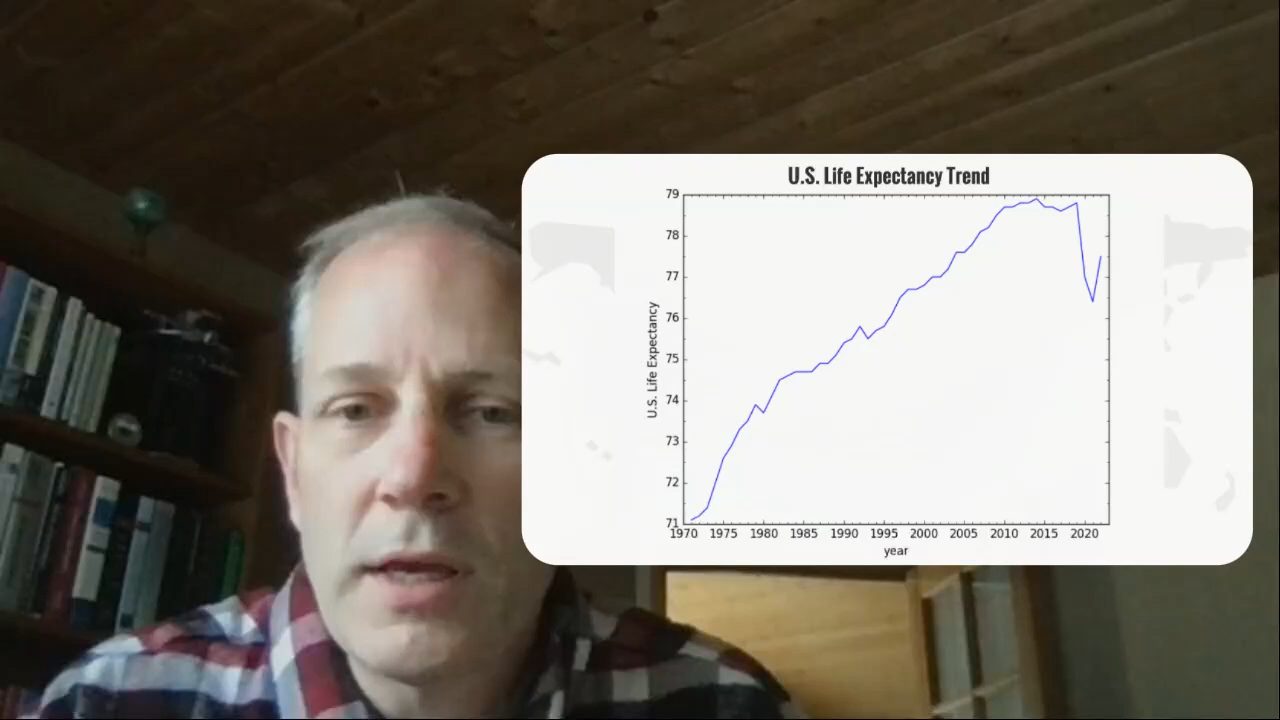 U.S. Life Expectancy Trend
79
78
77
76
75
74
73
72
71
U.S. Life Expectancy
1970 1975 1980 1985 1990 1995 2000 2005 2010 2015 2020
year